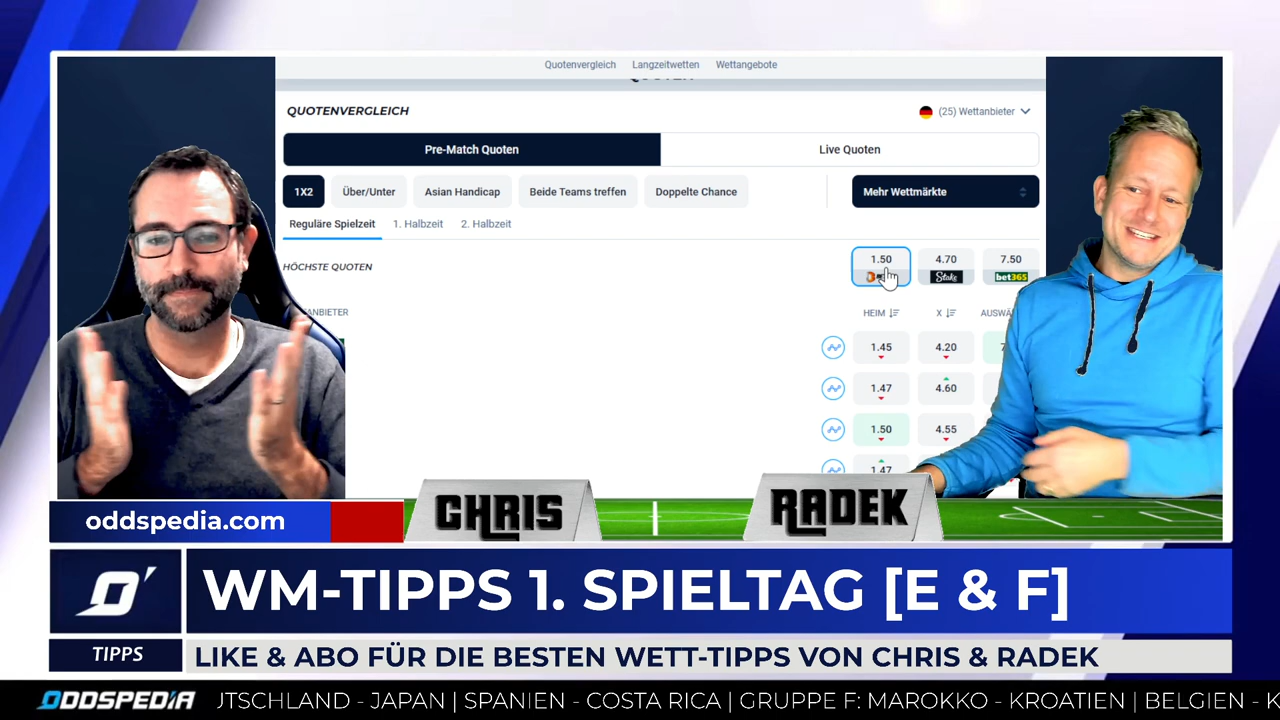 Quotenvergleich Langzeitwetten Wettangebote
QUOTENVERGLEICH
(25) Wettanbieter
Pre-Match Quoten Live Quoten
1X2 Über/Unter Asian Handicap Beide Teams treffen Doppelte Chance Mehr Wettmärkte
Reguläre Spielzeit 1. Halbzeit 2. Halbzeit
HÖCHSTE QUOTEN
1.50 4.70 7.50
Stake bet365
ANBIETER HEIM X AUSWÄ
1.45 4.20 7
1.47 4.60
1.50 4.55
1.47
CHRIS
RADEK
oddspedia.com
WM-TIPPS 1. SPIELTAG [E & F]
TIPPS
LIKE & ABO FÜR DIE BESTEN WETT-TIPPS VON CHRIS & RADEK
ODDSPEDIA
UTSCHLAND - JAPAN | SPANIEN - COSTA RICA | GRUPPE F: MAROKKO - KROATIEN | BELGIEN - K